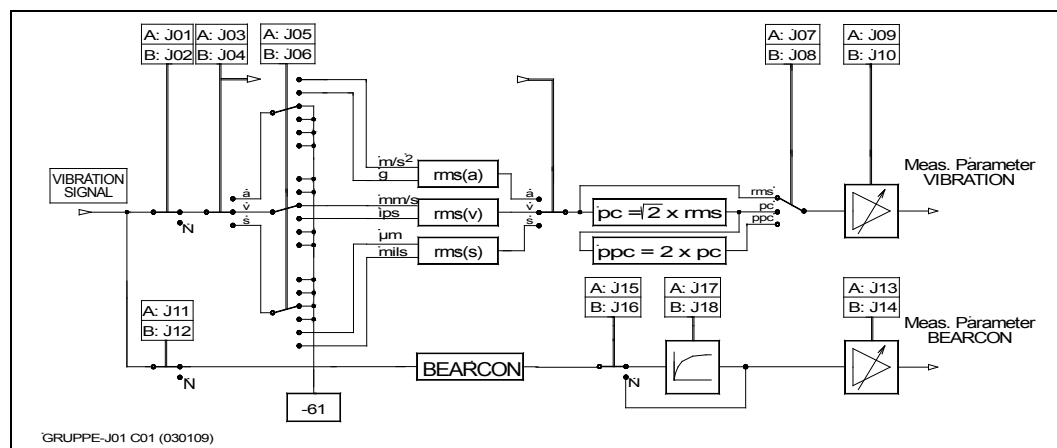 A: J01
B: J02
A: J03
B: J04
A: J05
B: J06
A: J07
B: J08
A: J09
B: J10
VIBRATION
SIGNAL
N
a
v
s
m/s²
g
rms(a)
mm/s
ips
rms(v)
µm
mils
rms(s)
a
v
s
pc = √2 x rms
ppc = 2 x pc
rms
pc
ppc
Meas. Parameter
VIBRATION
A: J11
B: J12
N
BEARCON
A: J15
B: J16
N
A: J17
B: J18
A: J13
B: J14
Meas. Parameter
BEARCON
-61
GRUPPE-J01 C01 (030109)